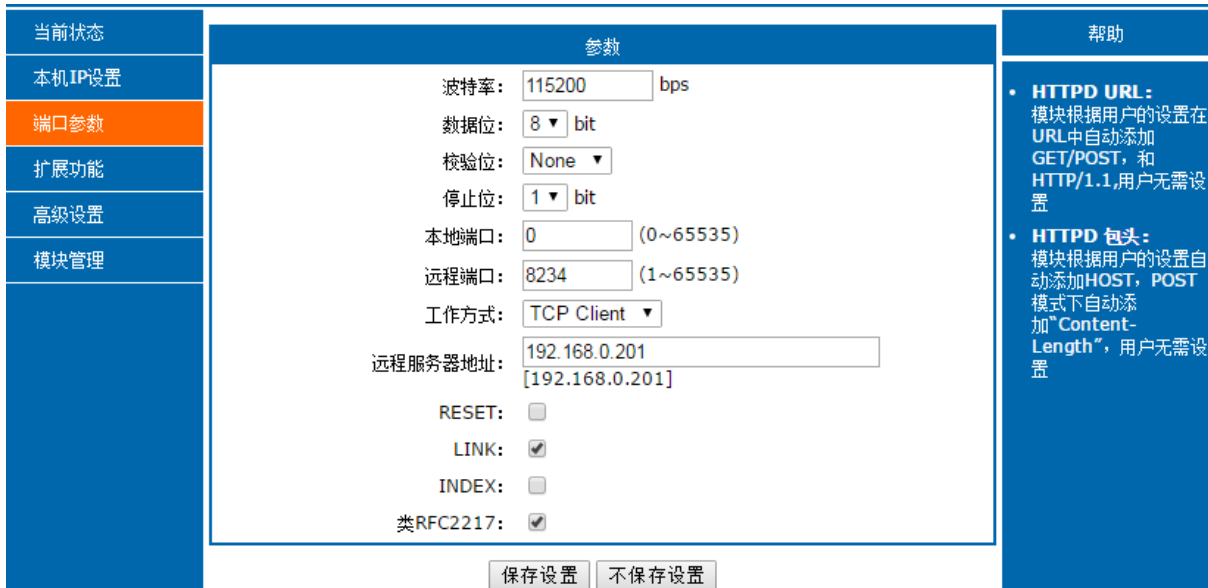 当前状态
本机IP设置
端口参数
扩展功能
高级设置
模块管理
参数
波特率: 115200 bps
数据位: 8 bit
校验位: None
停止位: 1 bit
本地端口: 0 (0~65535)
远程端口: 8234 (1~65535)
工作方式: TCP Client
远程服务器地址: 192.168.0.201
[192.168.0.201]
RESET:
LINK:
INDEX:
类RFC2217:
保存设置 不保存设置
帮助
• HTTPD URL:
模块根据用户的设置在
URL中自动添加
GET/POST，和
HTTP/1.1,用户无需设
置
• HTTPD 包头:
模块根据用户的设置自
动添加HOST，POST
模式下自动添
加"Content-
Length"，用户无需设
置